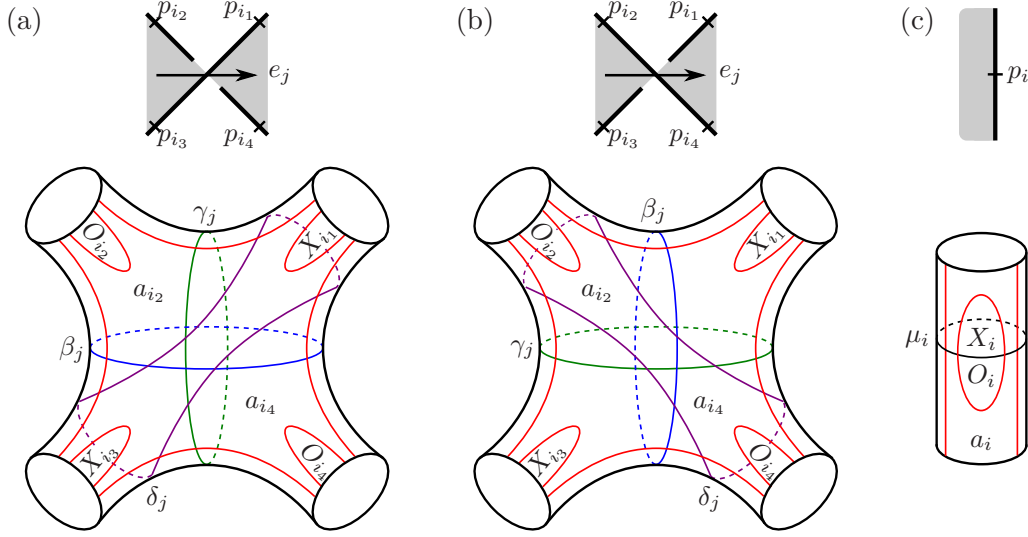 (a)
p_{i_2} p_{i_1}
e_j
p_{i_3} p_{i_4}
γ_j
O_{i_2} X_{i_1}
a_{i_2}
β_j
a_{i_4}
X_{i_3} O_{i_4}
δ_j
(b)
p_{i_2} p_{i_1}
e_j
p_{i_3} p_{i_4}
β_j
O_{i_2} X_{i_1}
a_{i_2}
γ_j
a_{i_4}
X_{i_3} O_{i_4}
δ_j
(c)
p_i
μ_i X_i
O_i
a_i